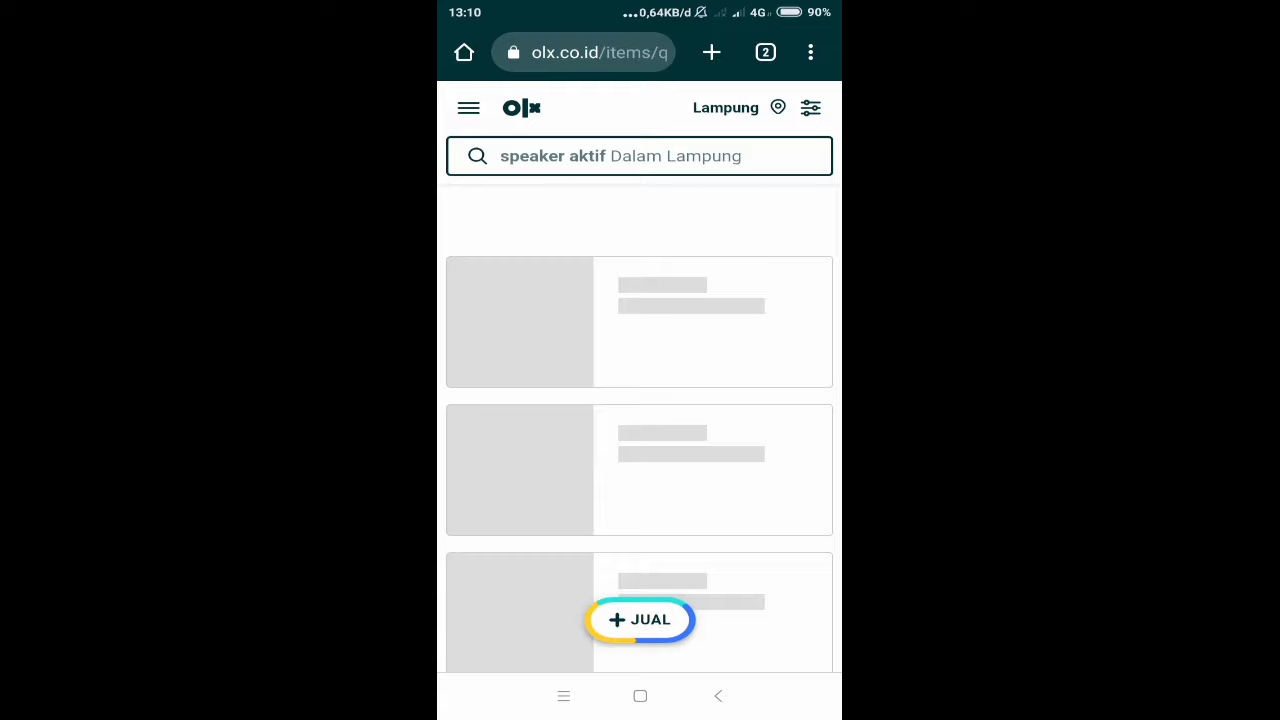 13:10
...0,64KB/d 4G 90%
olx.co.id/items/q
2
olx
Lampung
speaker aktif Dalam Lampung
+ JUAL